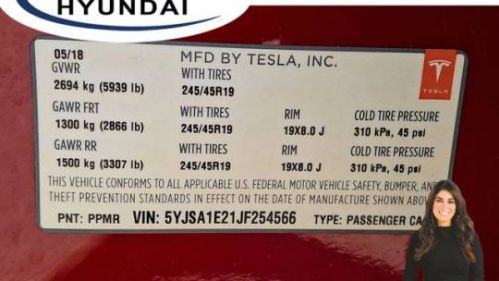 HYUNDAI
05/18 MFD BY TESLA, INC.
GVWR WITH TIRES
2694 kg (5939 lb) 245/45R19
TESLA
GAWR FRT WITH TIRES RIM COLD TIRE PRESSURE
1300 kg (2866 lb) 245/45R19 19X8.0 J 310 kPa, 45 psi
GAWR RR WITH TIRES RIM COLD TIRE PRESSURE
1500 kg (3307 lb) 245/45R19 19X8.0 J 310 kPa, 45 psi
THIS VEHICLE CONFORMS TO ALL APPLICABLE U.S. FEDERAL MOTOR VEHICLE SAFETY, BUMPER, AND
THEFT PREVENTION STANDARDS IN EFFECT ON THE DATE OF MANUFACTURE SHOWN ABOV
PNT: PPMR VIN: 5YJSA1E21JF254566 TYPE: PASSENGER CA